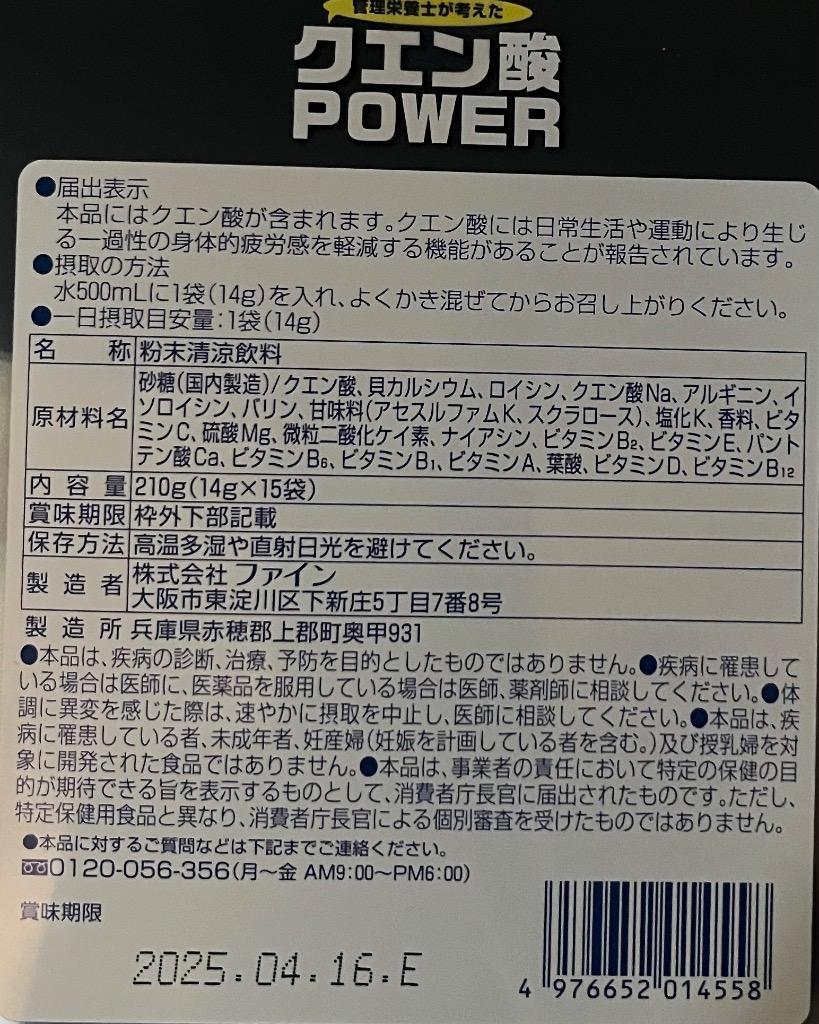 管理栄養士が考えた
クエン酸
POWER
●届出表示
本品にはクエン酸が含まれます。クエン酸には日常生活や運動により生じ
る一過性の身体的疲労感を軽減する機能があることが報告されています。
●摂取の方法
水500mLに1袋(14g)を入れ、よくかき混ぜてからお召し上がりください。
●一日摂取目安量:1袋(14g)
名称 粉末清涼飲料
原材料名 砂糖(国内製造)/クエン酸、貝カルシウム、ロイシン、クエン酸Na、アルギニン、イ
ソロイシン、バリン、甘味料(アセスルファムK、スクラロース)、塩化K、香料、ビタ
ミンC、硫酸Mg、微粒二酸化ケイ素、ナイアシン、ビタミンB₂、ビタミンE、パント
テン酸Ca、ビタミンB₆、ビタミンB₁、ビタミンA、葉酸、ビタミンD、ビタミンB₁₂
内容量 210g(14g×15袋)
賞味期限 枠外下部記載
保存方法 高温多湿や直射日光を避けてください。
製造者 株式会社 ファイン
大阪市東淀川区下新庄5丁目7番8号
製造所 兵庫県赤穂郡上郡町奥甲931
●本品は、疾病の診断、治療、予防を目的としたものではありません。●疾病に罹患して
いる場合は医師に、医薬品を服用している場合は医師、薬剤師に相談してください。●体
調に異変を感じた際は、速やかに摂取を中止し、医師に相談してください。●本品は、疾
病に罹患している者、未成年者、妊産婦(妊娠を計画している者を含む。)及び授乳婦を対
象に開発された食品ではありません。●本品は、事業者の責任において特定の保健の目
的が期待できる旨を表示するものとして、消費者庁長官に届出されたものです。ただし、
特定保健用食品と異なり、消費者庁長官による個別審査を受けたものではありません。
●本品に対するご質問などは下記までご連絡ください。
0120-056-356(月~金 AM9:00~PM6:00)
賞味期限
2025.04.16.E
4 976652 014558